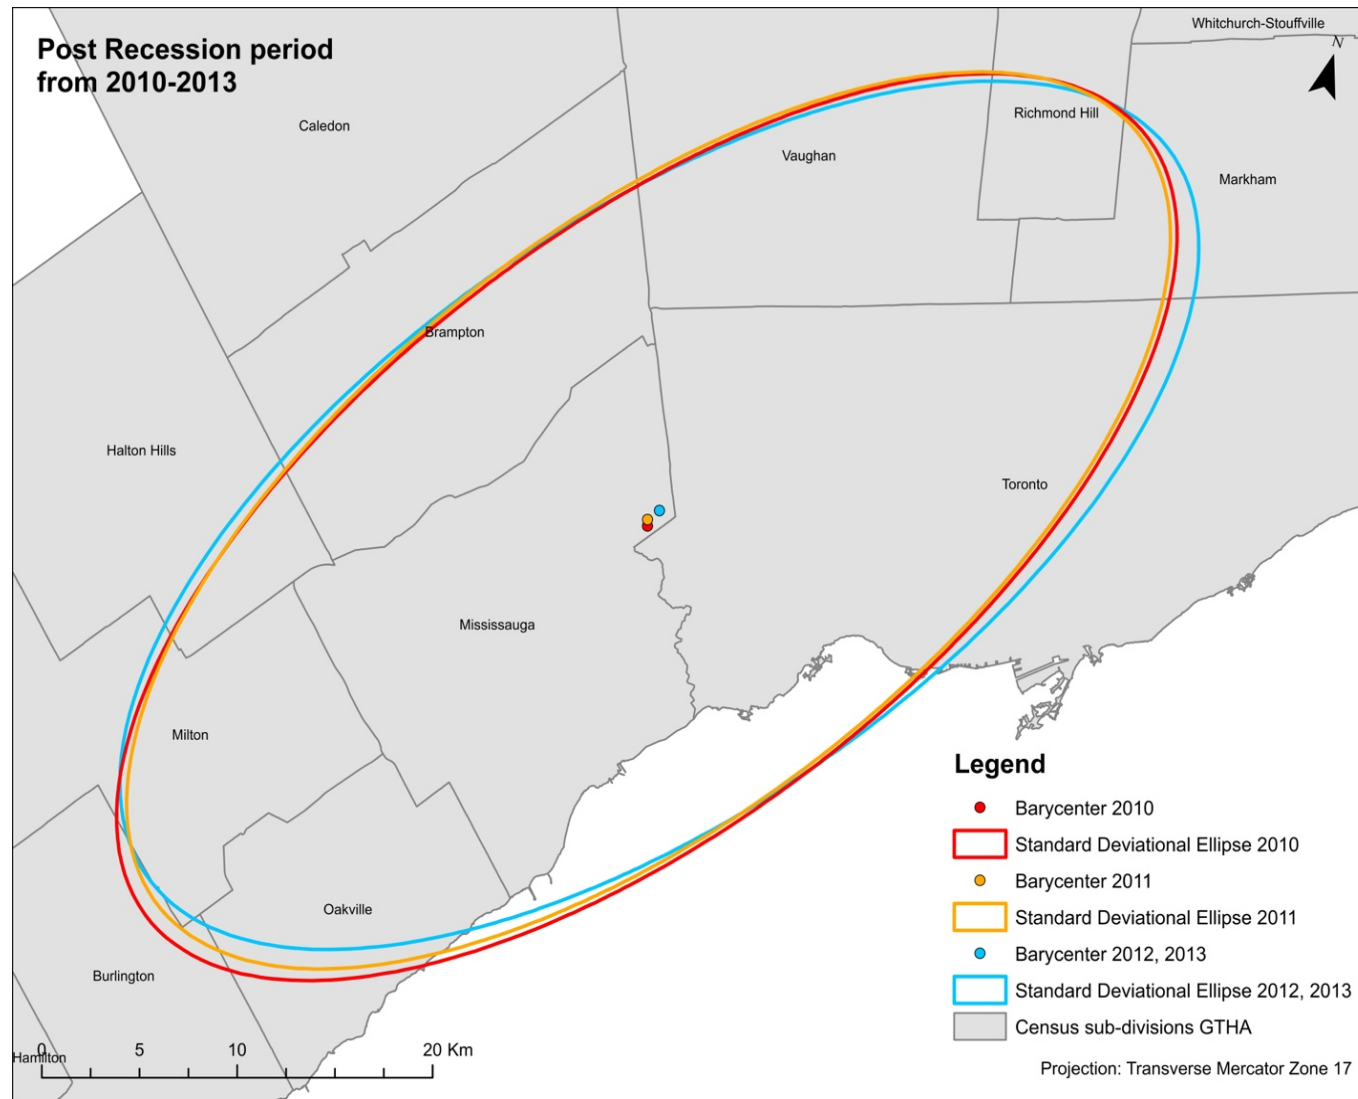 Post Recession period
from 2010-2013
Whitchurch-Stouffville
N
Caledon
Richmond Hill
Vaughan
Markham
Brampton
Halton Hills
Toronto
Mississauga
Milton
Oakville
Burlington
Hamilton
0 5 10 20 Km
Legend
Barycenter 2010
Standard Deviational Ellipse 2010
Barycenter 2011
Standard Deviational Ellipse 2011
Barycenter 2012, 2013
Standard Deviational Ellipse 2012, 2013
Census sub-divisions GTHA
Projection: Transverse Mercator Zone 17